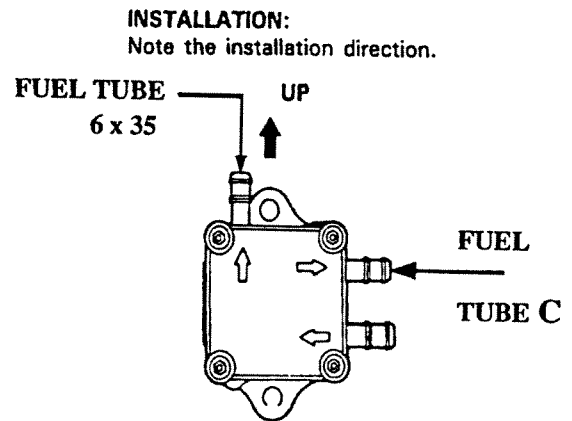 INSTALLATION:
Note the installation direction.
FUEL TUBE
6 x 35
UP
FUEL
TUBE C